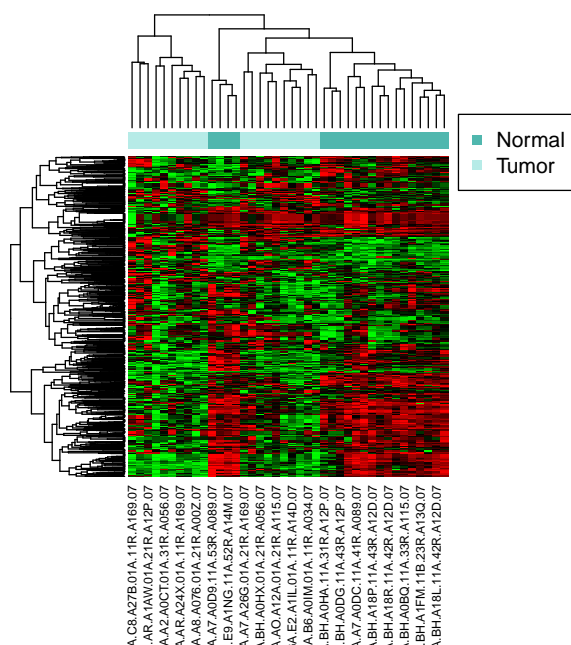 Normal
Tumor
A.C8.A27B.01A.11R.A169.07
.AR.A1AW.01A.21R.A12P.07
A.A2.A0CT.01A.31R.A056.07
A.AR.A24X.01A.11R.A169.07
A.A8.A076.01A.21R.A00Z.07
A.A7.A0D9.11A.53R.A089.07
.E9.A1NG.11A.52R.A14M.07
A.A7.A26G.01A.21R.A169.07
.BH.A0HX.01A.21R.A056.07
.AO.A12A.01A.21R.A115.07
GA.E2.A1IL.01A.11R.A14D.07
A.B6.A0IM.01A.11R.A034.07
.BH.A0HA.11A.31R.A12P.07
.BH.A0DG.11A.43R.A12P.07
A.A7.A0DC.11A.41R.A089.07
.BH.A18P.11A.43R.A12D.07
.BH.A18R.11A.42R.A12D.07
.BH.A0BQ.11A.33R.A115.07
.BH.A1FM.11B.23R.A13Q.07
.BH.A18L.11A.42R.A12D.07